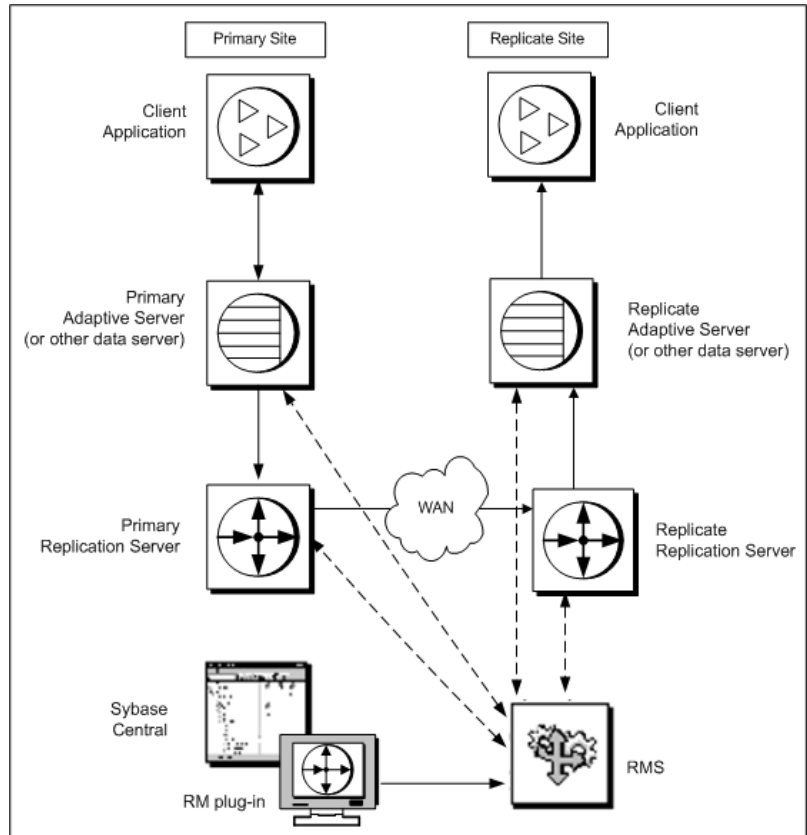 Primary Site
Replicate Site
Client
Application
Client
Application
Primary
Adaptive Server
(or other data server)
Replicate
Adaptive Server
(or other data server)
Primary
Replication Server
WAN
Replicate
Replication Server
Sybase
Central
RM plug-in
RMS